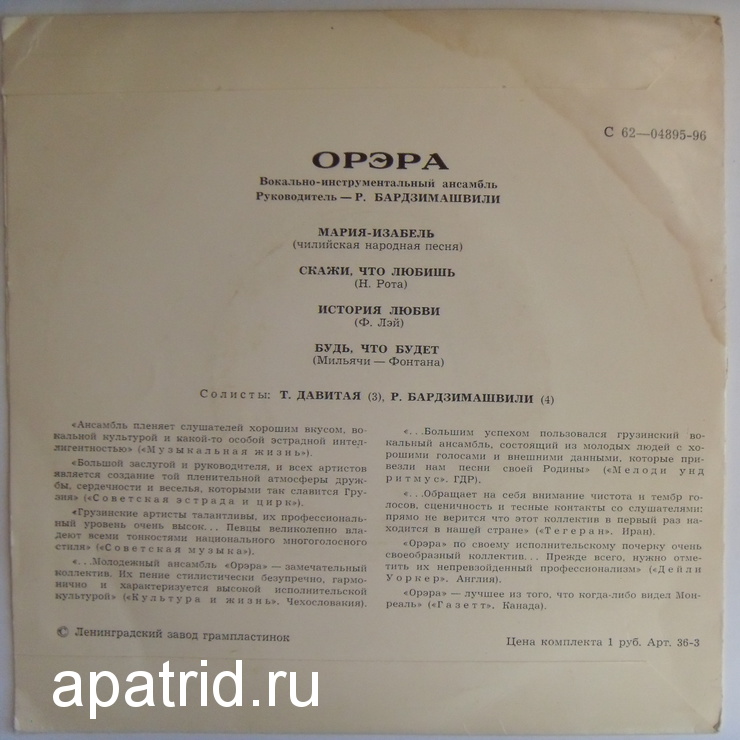 С 62—04895-96
ОРЭРА
Вокально-инструментальный ансамбль
Руководитель — Р. БАРДЗИМАШВИЛИ
МАРИЯ-ИЗАБЕЛЬ
(чилийская народная песня)
СКАЖИ, ЧТО ЛЮБИШЬ
(Н. Рота)
ИСТОРИЯ ЛЮБВИ
(Ф. Лэй)
БУДЬ, ЧТО БУДЕТ
(Мильячи — Фонтана)
Солисты: Т. ДАВИТАЯ (3), Р. БАРДЗИМАШВИЛИ (4)
«Ансамбль пленяет слушателей хорошим вкусом, во-
кальной культурой и какой-то особой эстрадной интел-
лигентностью» («Музыкальная жизнь»).
«Большой заслугой и руководителя, и всех артистов
является создание той пленительной атмосферы друж-
бы, сердечности и веселья, которыми так славится Гру-
зия» («Советская эстрада и цирк»).
«Грузинские артисты талантливы, их профессиональ-
ный уровень очень высок... Певцы великолепно вла-
деют всеми тонкостями национального многоголосного
стиля» («Советская музыка»).
«...Молодежный ансамбль «Орэра» — замечательный
коллектив. Их пение стилистически безупречно, гармо-
нично и характеризуется высокой исполнительской
культурой» («Культура и жизнь». Чехословакия).
«...Большим успехом пользовался грузинский во-
кальный ансамбль, состоящий из молодых людей с хо-
рошими голосами и внешними данными, которые при-
везли нам песни своей Родины» («Мелоди унд
ритмус». ГДР).
«...Обращает на себя внимание чистота и тембр го-
лосов, сценичность и тесные контакты со слушателями:
прямо не верится что этот коллектив в первый раз на-
ходится в нашей стране» («Тегеран». Иран).
«Орэра» по своему исполнительскому почерку очень
своеобразный коллектив... Прежде всего, нужно отме-
тить их непревзойденный профессионализм» («Дейли
Уоркер». Англия).
«Орэра» — лучшее из того, что когда-либо видел Мон-
реаль» («Газетт». Канада).
© Ленинградский завод грампластинок
Цена комплекта 1 руб. Арт. 36-3
apatrid.ru